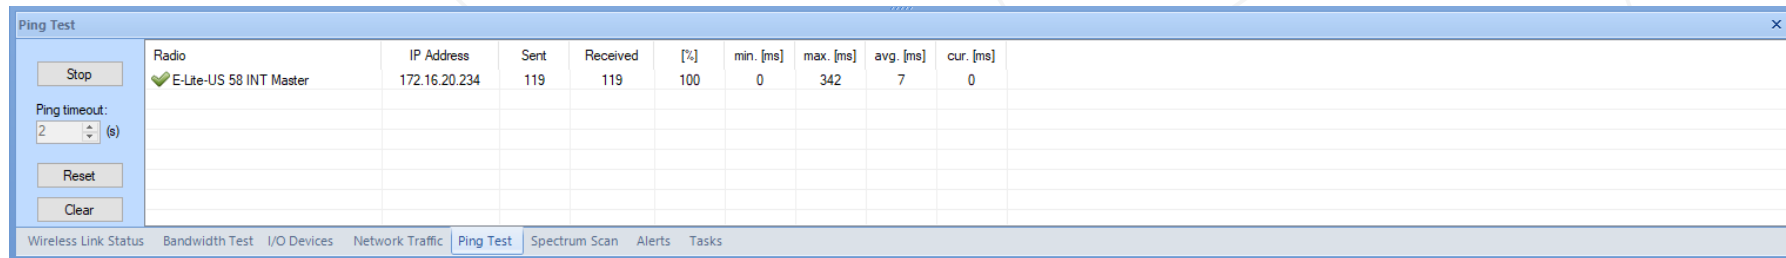 Ping Test
Radio IP Address Sent Received [%] min. [ms] max. [ms] avg. [ms] cur. [ms]
Stop
E-Lite-US 58 INT Master 172.16.20.234 119 119 100 0 342 7 0
Ping timeout:
2 (s)
Reset
Clear
Wireless Link Status Bandwidth Test I/O Devices Network Traffic Ping Test Spectrum Scan Alerts Tasks